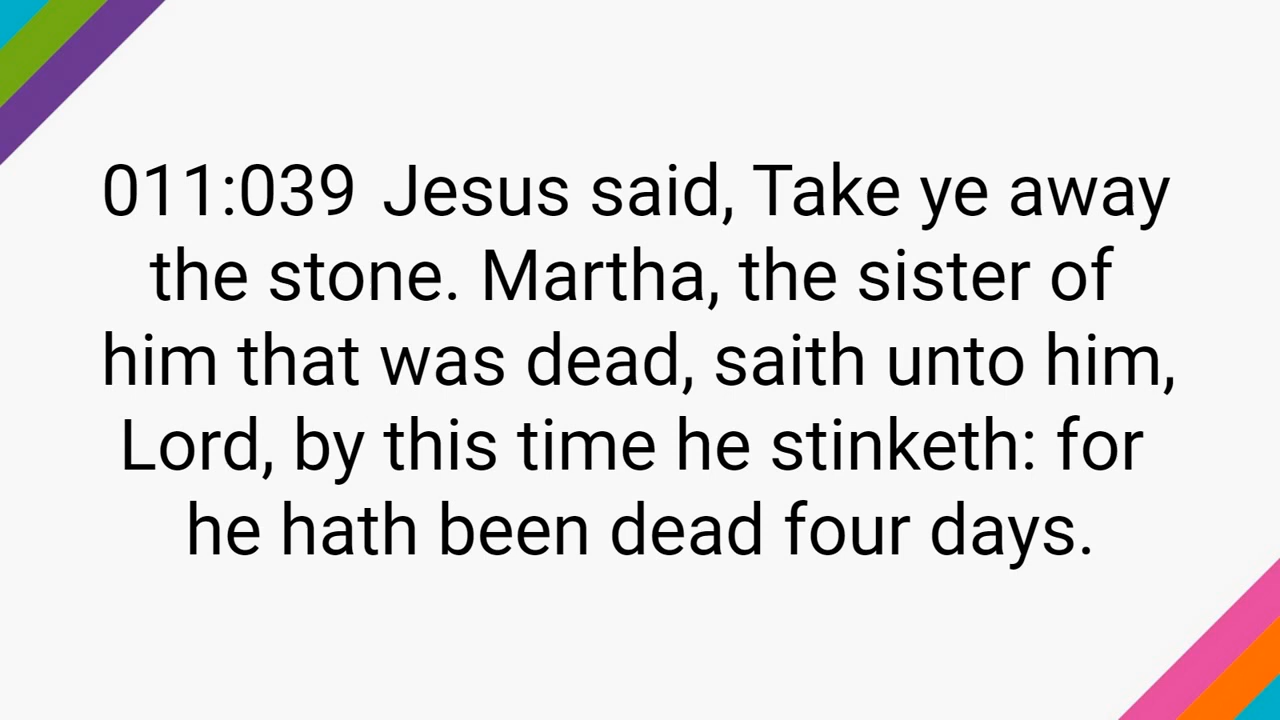 011:039 Jesus said, Take ye away
the stone. Martha, the sister of
him that was dead, saith unto him,
Lord, by this time he stinketh: for
he hath been dead four days.